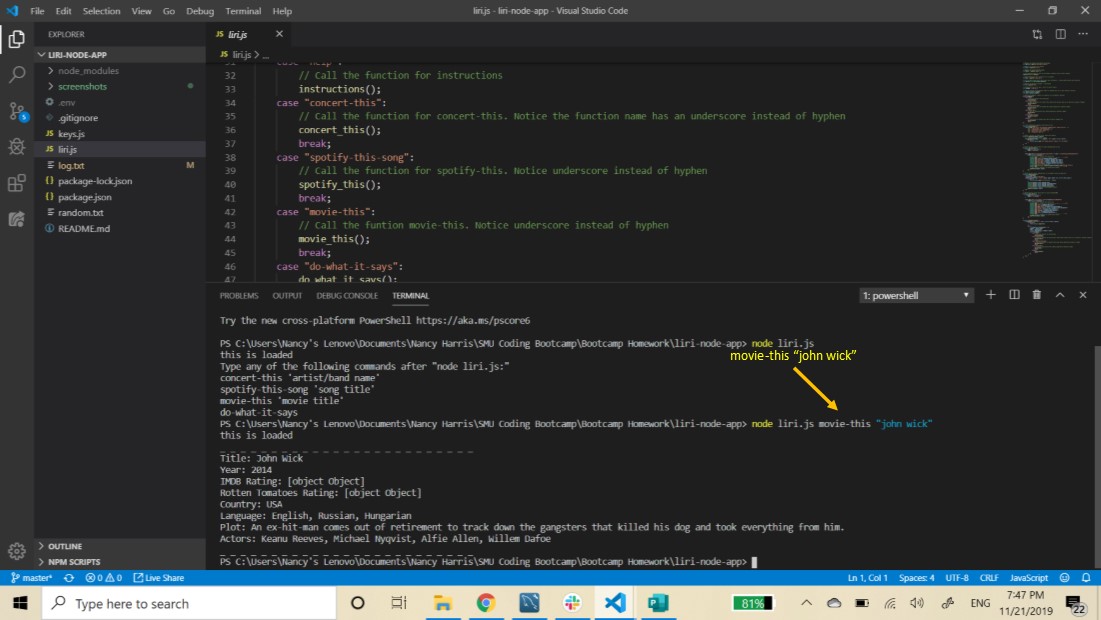 File Edit Selection View Go Debug Terminal Help
liri.js - liri-node-app - Visual Studio Code
EXPLORER
LIRI-NODE-APP
node_modules
screenshots
.env
.gitignore
JS keys.js
JS liri.js
log.txt M
{} package-lock.json
{} package.json
random.txt
README.md
OUTLINE
NPM SCRIPTS
5
JS liri.js
JS liri.js > ...
31 case "help":
32 // Call the function for instructions
33 instructions();
34 case "concert-this":
35 // Call the function for concert-this. Notice the function name has an underscore instead of hyphen
36 concert_this();
37 break;
38 case "spotify-this-song":
39 // Call the function for spotify-this. Notice underscore instead of hyphen
40 spotify_this();
41 break;
42 case "movie-this":
43 // Call the funtion movie-this. Notice underscore instead of hyphen
44 movie_this();
45 break;
46 case "do-what-it-says":
47 do_what_it_says();
PROBLEMS OUTPUT DEBUG CONSOLE TERMINAL
1: powershell
Try the new cross-platform PowerShell https://aka.ms/pscore6
PS C:\Users\Nancy's Lenovo\Documents\Nancy Harris\SMU Coding Bootcamp\Bootcamp Homework\liri-node-app> node liri.js
this is loaded
Type any of the following commands after "node liri.js:"
concert-this 'artist/band name'
spotify-this-song 'song title'
movie-this 'movie title'
do-what-it-says
movie-this “john wick”
PS C:\Users\Nancy's Lenovo\Documents\Nancy Harris\SMU Coding Bootcamp\Bootcamp Homework\liri-node-app> node liri.js movie-this "john wick"
this is loaded
_ _ _ _ _ _ _ _ _ _ _ _ _ _ _ _ _ _ _ _ _ _ _ _
Title: John Wick
Year: 2014
IMDB Rating: [object Object]
Rotten Tomatoes Rating: [object Object]
Country: USA
Language: English, Russian, Hungarian
Plot: An ex-hit-man comes out of retirement to track down the gangsters that killed his dog and took everything from him.
Actors: Keanu Reeves, Michael Nyqvist, Alfie Allen, Willem Dafoe
_ _ _ _ _ _ _ _ _ _ _ _ _ _ _ _ _ _ _ _ _ _ _ _
PS C:\Users\Nancy's Lenovo\Documents\Nancy Harris\SMU Coding Bootcamp\Bootcamp Homework\liri-node-app>
master* 0 0 Live Share
Ln 1, Col 1 Spaces: 4 UTF-8 CRLF JavaScript
Type here to search
81%
ENG
7:47 PM
11/21/2019
22